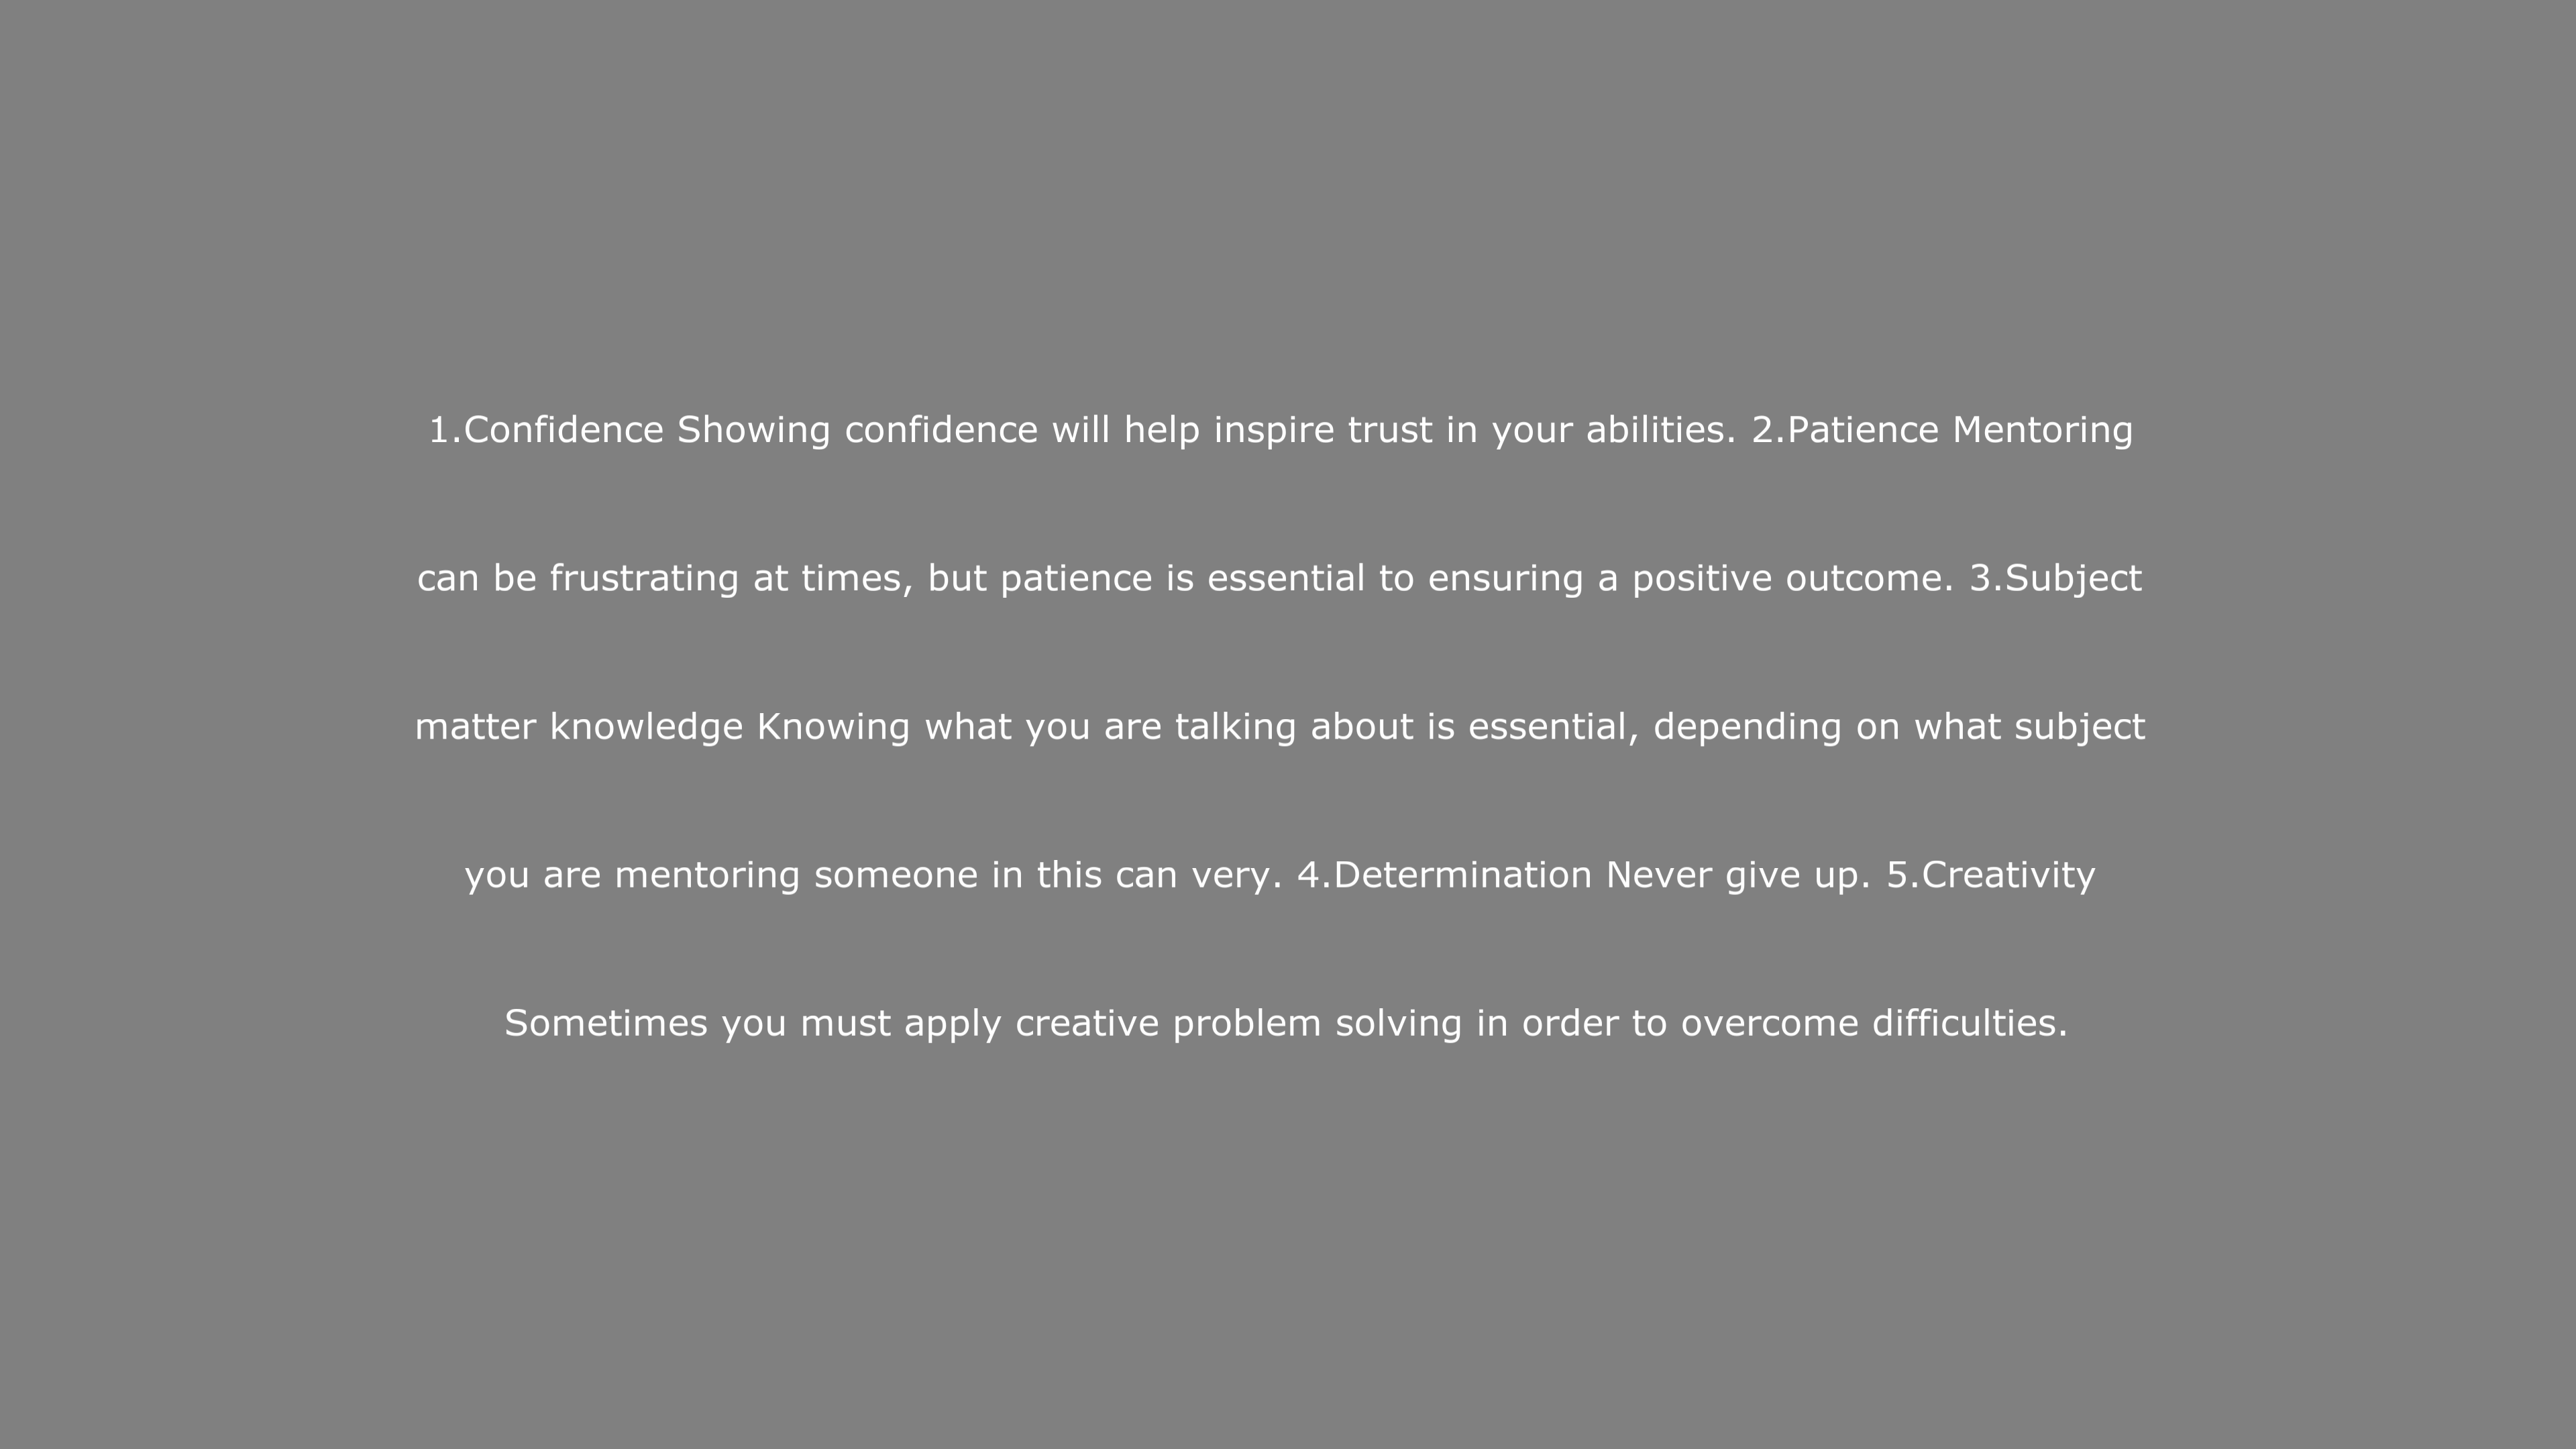 1.Confidence Showing confidence will help inspire trust in your abilities. 2.Patience Mentoring
can be frustrating at times, but patience is essential to ensuring a positive outcome. 3.Subject
matter knowledge Knowing what you are talking about is essential, depending on what subject
you are mentoring someone in this can very. 4.Determination Never give up. 5.Creativity
Sometimes you must apply creative problem solving in order to overcome difficulties.